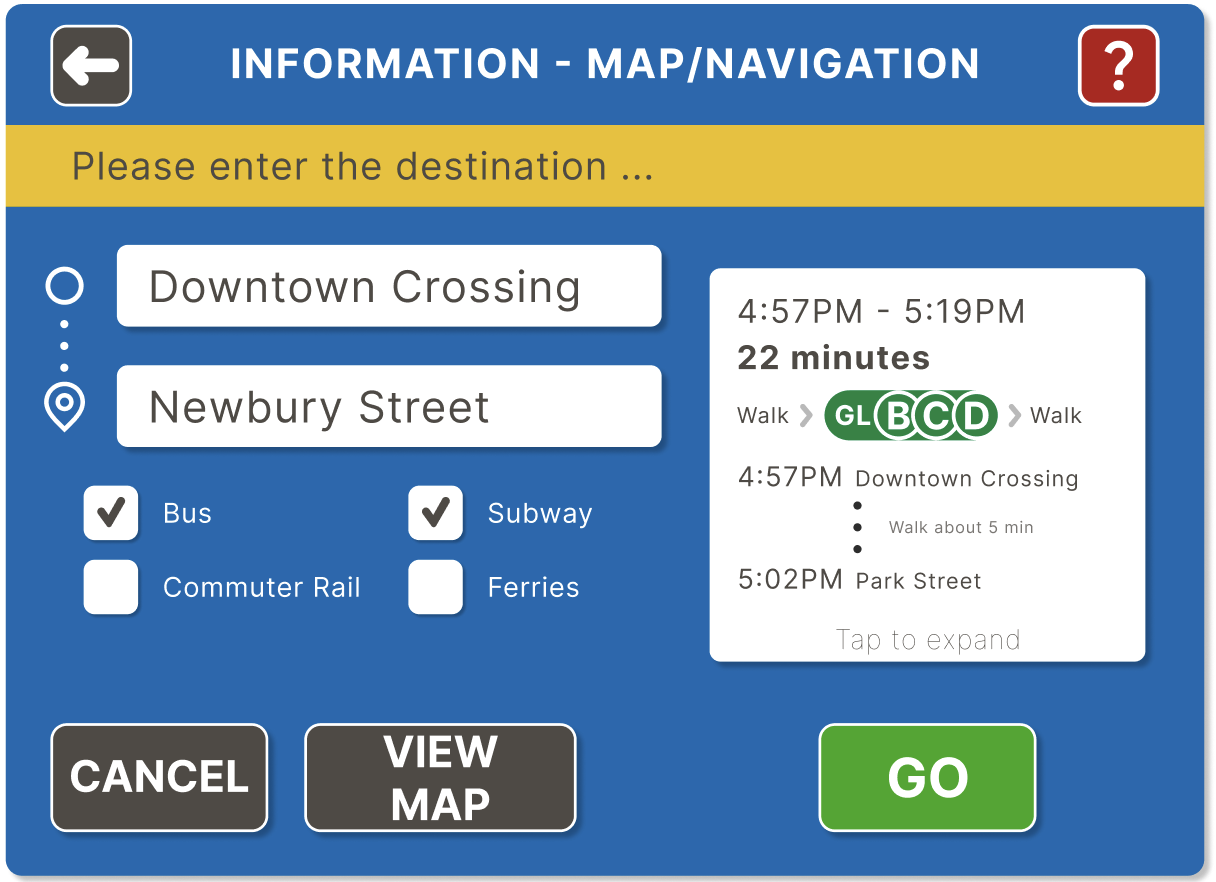 INFORMATION - MAP/NAVIGATION
?
Please enter the destination ...
Downtown Crossing
Newbury Street
Bus
Subway
Commuter Rail
Ferries
4:57PM - 5:19PM
22 minutes
Walk GL B C D Walk
4:57PM Downtown Crossing
Walk about 5 min
5:02PM Park Street
Tap to expand
CANCEL
VIEW
MAP
GO